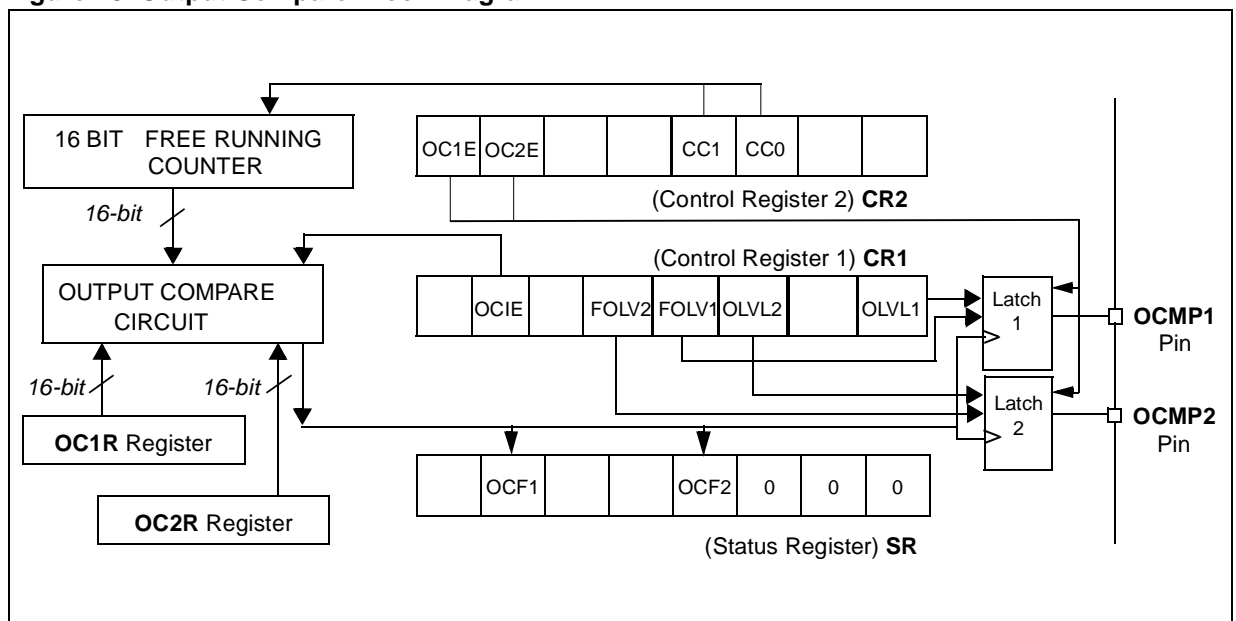 16 BIT FREE RUNNING
COUNTER
16-bit
OC1E OC2E CC1 CC0
(Control Register 2) CR2
(Control Register 1) CR1
OUTPUT COMPARE
CIRCUIT
OCIE FOLV2 FOLV1 OLVL2 OLVL1
Latch
1
OCMP1
Pin
16-bit
16-bit
Latch
2
OCMP2
Pin
OC1R Register
OCF1 OCF2 0 0 0
OC2R Register
(Status Register) SR